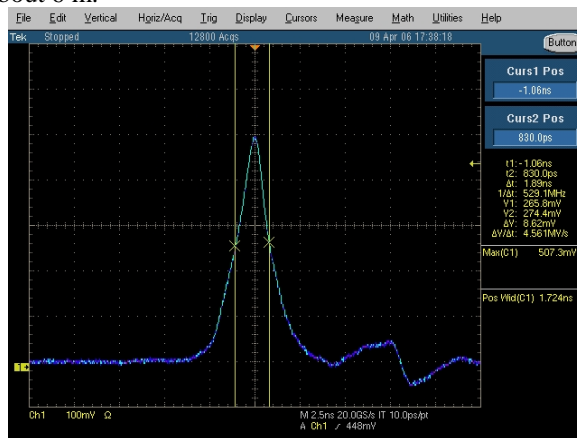 about 6 m.
File Edit Vertical Horiz/Acq Trig Display Cursors Measure Math Utilities Help
Tek Stopped 12800 Acqs 09 Apr 06 17:38:18
Button
Curs1 Pos
-1.06ns
Curs2 Pos
830.0ps
t1: -1.06ns
t2: 830.0ps
Δt: 1.89ns
1/Δt: 529.1MHz
V1: 265.8mV
V2: 274.4mV
ΔV: 8.62mV
ΔV/Δt: 4.561MV/s
Max(C1) 507.3mV
Pos Wid(C1) 1.724ns
1
Ch1 100mV Ω M 2.5ns 20.0GS/s IT 10.0ps/pt
A Ch1 ∕ 448mV